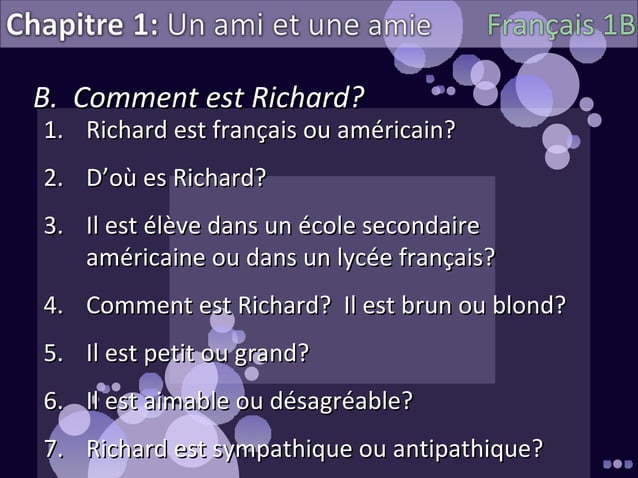 Chapitre 1: Un ami et une amie Français 1B
B. Comment est Richard?
1. Richard est français ou américain?
2. D’où es Richard?
3. Il est élève dans un école secondaire
américaine ou dans un lycée français?
4. Comment est Richard? Il est brun ou blond?
5. Il est petit ou grand?
6. Il est aimable ou désagréable?
7. Richard est sympathique ou antipathique?